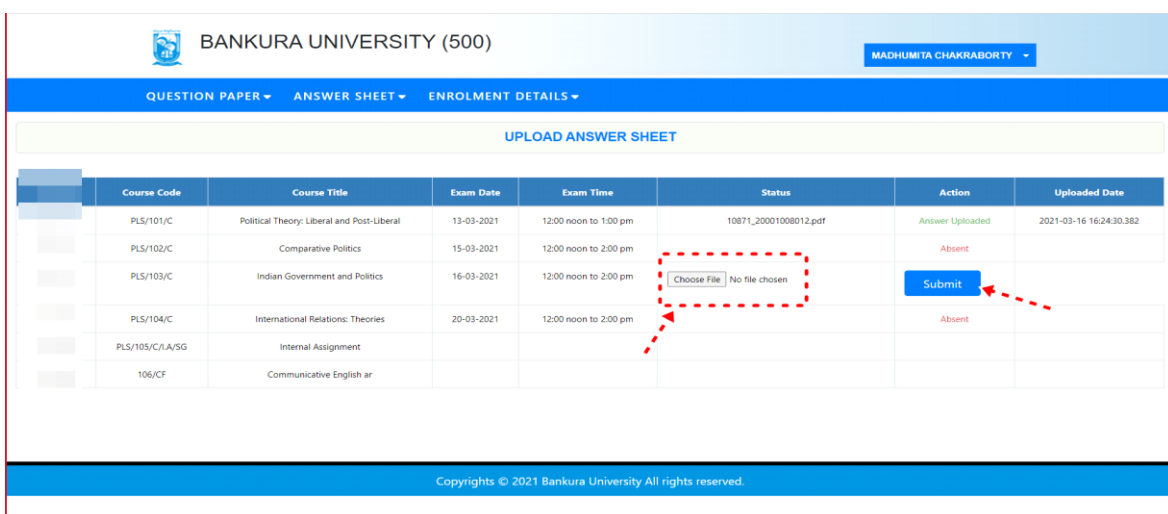 BANKURA UNIVERSITY (500)
MADHUMITA CHAKRABORTY
QUESTION PAPER ANSWER SHEET ENROLMENT DETAILS
UPLOAD ANSWER SHEET
Course Code Course Title Exam Date Exam Time Status Action Uploaded Date
PLS/101/C Political Theory: Liberal and Post-Liberal 13-03-2021 12:00 noon to 1:00 pm 10871_20001008012.pdf Answer Uploaded 2021-03-16 16:24:30.382
PLS/102/C Comparative Politics 15-03-2021 12:00 noon to 2:00 pm Absent
PLS/103/C Indian Government and Politics 16-03-2021 12:00 noon to 2:00 pm Choose File No file chosen Submit
PLS/104/C International Relations: Theories 20-03-2021 12:00 noon to 2:00 pm Absent
PLS/105/C/I.A/SG Internal Assignment
106/CF Communicative English ar
Copyrights © 2021 Bankura University All rights reserved.